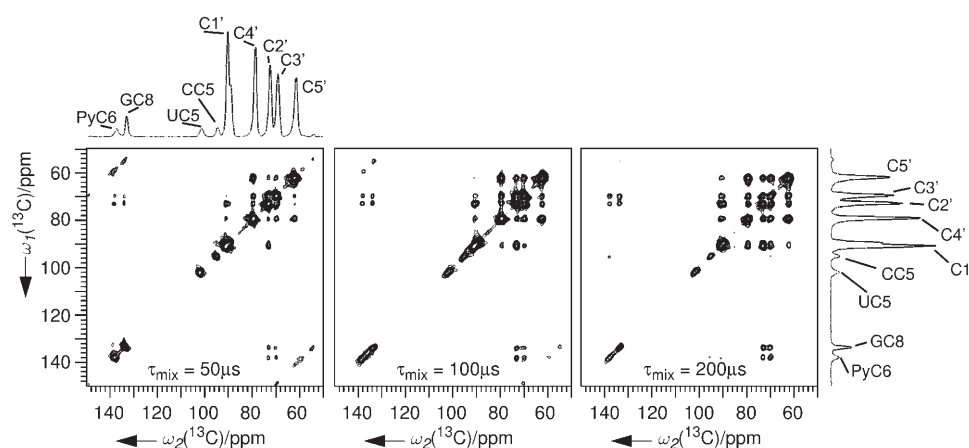 C1'
C4'
C2'
C3'
C5'
CC5
GC8
UC5
PyC6
60
80
100
120
140
ω1(13C)/ppm
τmix = 50μs
τmix = 100μs
τmix = 200μs
140 120 100 80 60
140 120 100 80 60
140 120 100 80 60
ω2(13C)/ppm
ω2(13C)/ppm
ω2(13C)/ppm
C5'
C3'
C2'
C4'
C1
CC5
UC5
GC8
PyC6